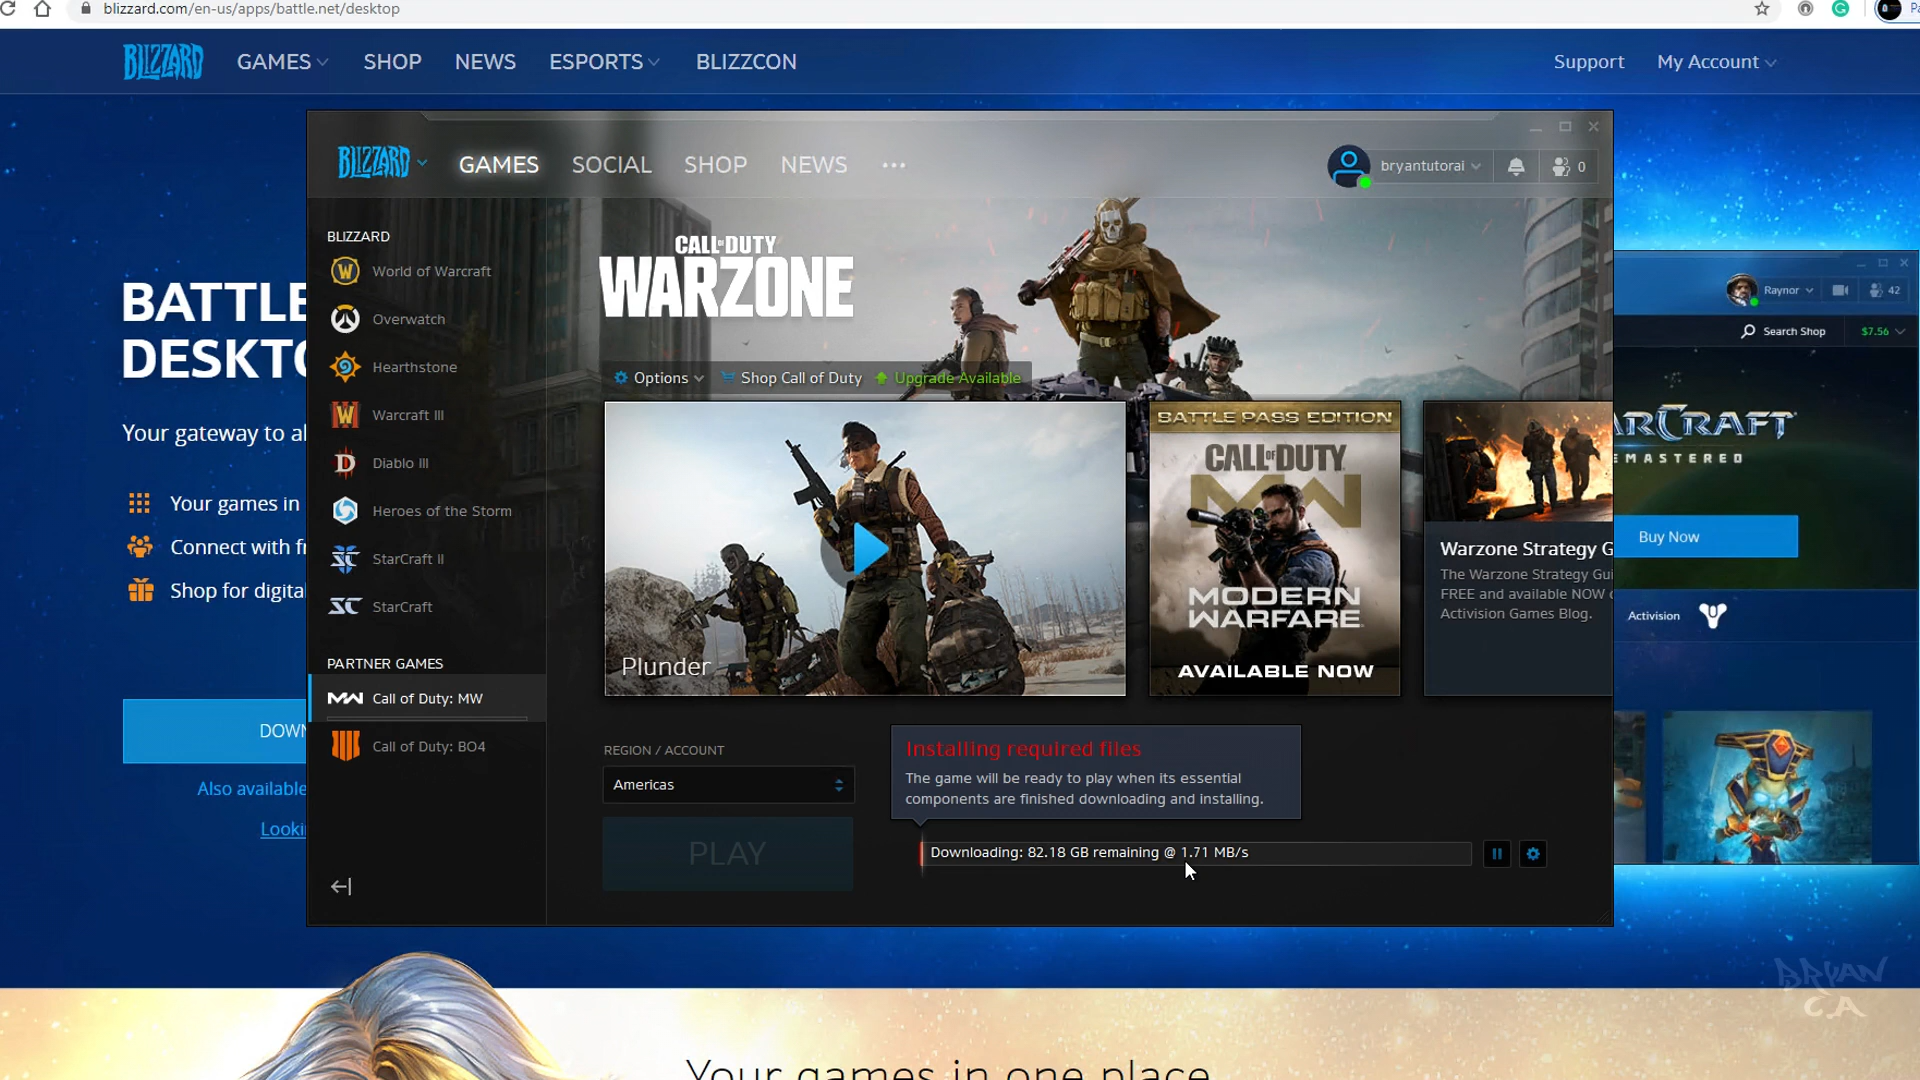 blizzard.com/en-us/apps/battle.net/desktop
BLIZZARD GAMES SHOP NEWS ESPORTS BLIZZCON Support My Account
BLIZZARD GAMES SOCIAL SHOP NEWS ••• bryantutorai 0
BLIZZARD
World of Warcraft
Overwatch
Hearthstone
Warcraft III
Diablo III
Heroes of the Storm
StarCraft II
StarCraft
PARTNER GAMES
Call of Duty: MW
Call of Duty: BO4
CALL OF DUTY
WARZONE
Options Shop Call of Duty Upgrade Available
Plunder
BATTLE PASS EDITION
CALL OF DUTY
MW
MODERN
WARFARE
AVAILABLE NOW
Warzone Strategy G
The Warzone Strategy Gui
FREE and available NOW
Activision Games Blog.
REGION / ACCOUNT
Americas
PLAY
Installing required files
The game will be ready to play when its essential
components are finished downloading and installing.
Downloading: 82.18 GB remaining @ 1.71 MB/s
BATTLE
DESKTO
Your gateway to al
Your games in
Connect with fr
Shop for digital
DOWN
Also available
Looki
Raynor 42
Search Shop $7.56
ARCRAFT
EMASTERED
Buy Now
Activision
BRYAN
CA
Your games in one place